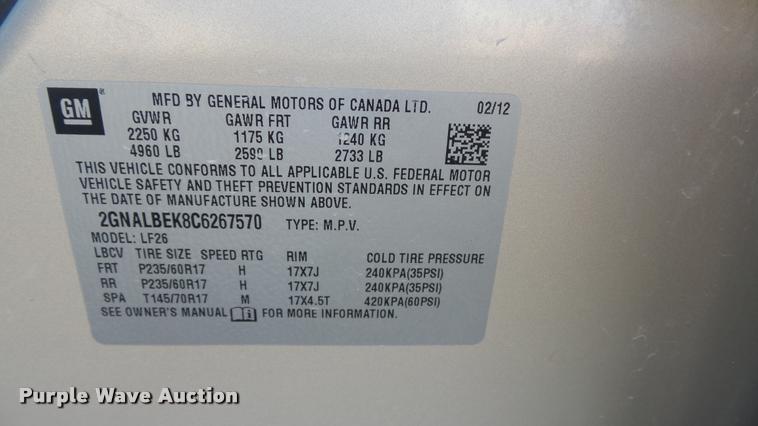 GM ®
MFD BY GENERAL MOTORS OF CANADA LTD. 02/12
GVWR GAWR FRT GAWR RR
2250 KG 1175 KG 1240 KG
4960 LB 2590 LB 2733 LB
THIS VEHICLE CONFORMS TO ALL APPLICABLE U.S. FEDERAL MOTOR
VEHICLE SAFETY AND THEFT PREVENTION STANDARDS IN EFFECT ON
THE DATE OF MANUFACTURE SHOWN ABOVE.
2GNALBEK8C6267570 TYPE: M.P.V.
MODEL: LF26
LBCV TIRE SIZE SPEED RTG RIM COLD TIRE PRESSURE
FRT P235/60R17 H 17X7J 240KPA(35PSI)
RR P235/60R17 H 17X7J 240KPA(35PSI)
SPA T145/70R17 M 17X4.5T 420KPA(60PSI)
SEE OWNER'S MANUAL i FOR MORE INFORMATION.
Purple Wave Auction